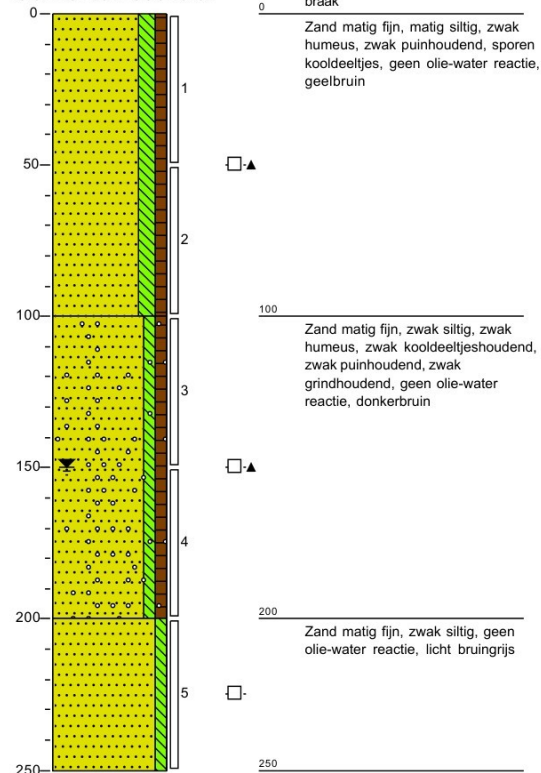 braak
0
0
Zand matig fijn, matig siltig, zwak
humeus, zwak puinhoudend, sporen
kooldeeltjes, geen olie-water reactie,
geelbruin
1
50
2
100
100
Zand matig fijn, zwak siltig, zwak
humeus, zwak kooldeeltjeshoudend,
zwak puinhoudend, zwak
grindhoudend, geen olie-water
reactie, donkerbruin
3
150
4
200
200
Zand matig fijn, zwak siltig, geen
olie-water reactie, licht bruingrijs
5
250
250